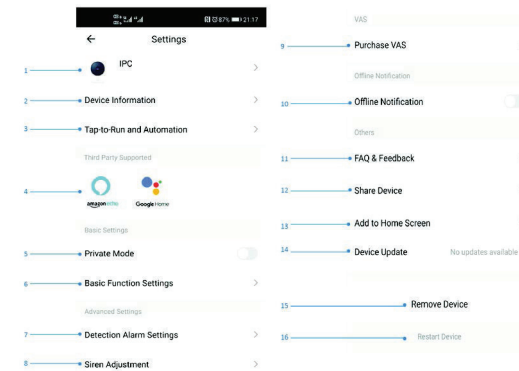 21:17
87%
Settings
1
IPC
2
Device Information
3
Tap-to-Run and Automation
Third Party Supported
4
amazon echo
Google Home
Basic Settings
5
Private Mode
6
Basic Function Settings
Advanced Settings
7
Detection Alarm Settings
8
Siren Adjustment
VAS
9
Purchase VAS
Offline Notification
10
Offline Notification
Others
11
FAQ & Feedback
12
Share Device
13
Add to Home Screen
14
Device Update
No updates available
15
Remove Device
16
Restart Device